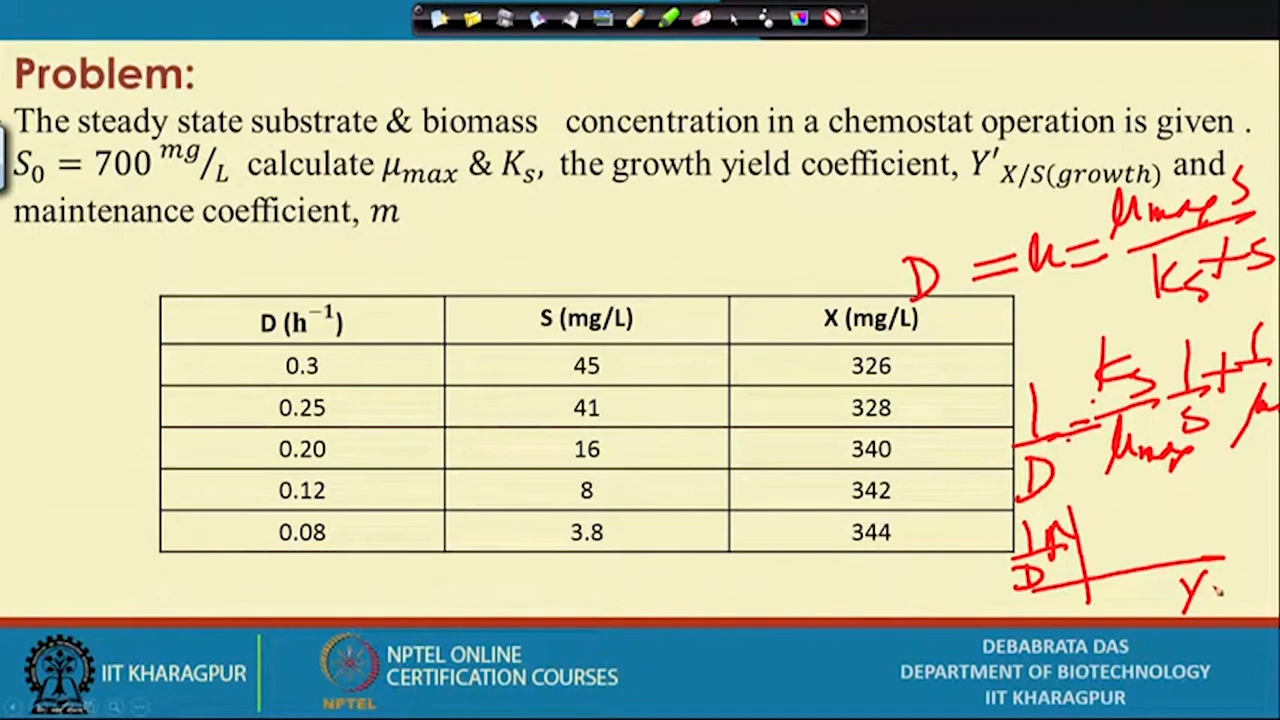 Problem:
The steady state substrate & biomass concentration in a chemostat operation is given .
S₀ = 700 mg/L calculate μmax & Ks, the growth yield coefficient, Y′X/S(growth) and
maintenance coefficient, m
D = μ = μmax S / Ks + S
D (h⁻¹) S (mg/L) X (mg/L)
0.3 45 326
0.25 41 328
0.20 16 340
0.12 8 342
0.08 3.8 344
1/D = Ks/μmax 1/S + 1/μ
1/D
IIT KHARAGPUR
NPTEL
NPTEL ONLINE
CERTIFICATION COURSES
DEBABRATA DAS
DEPARTMENT OF BIOTECHNOLOGY
IIT KHARAGPUR